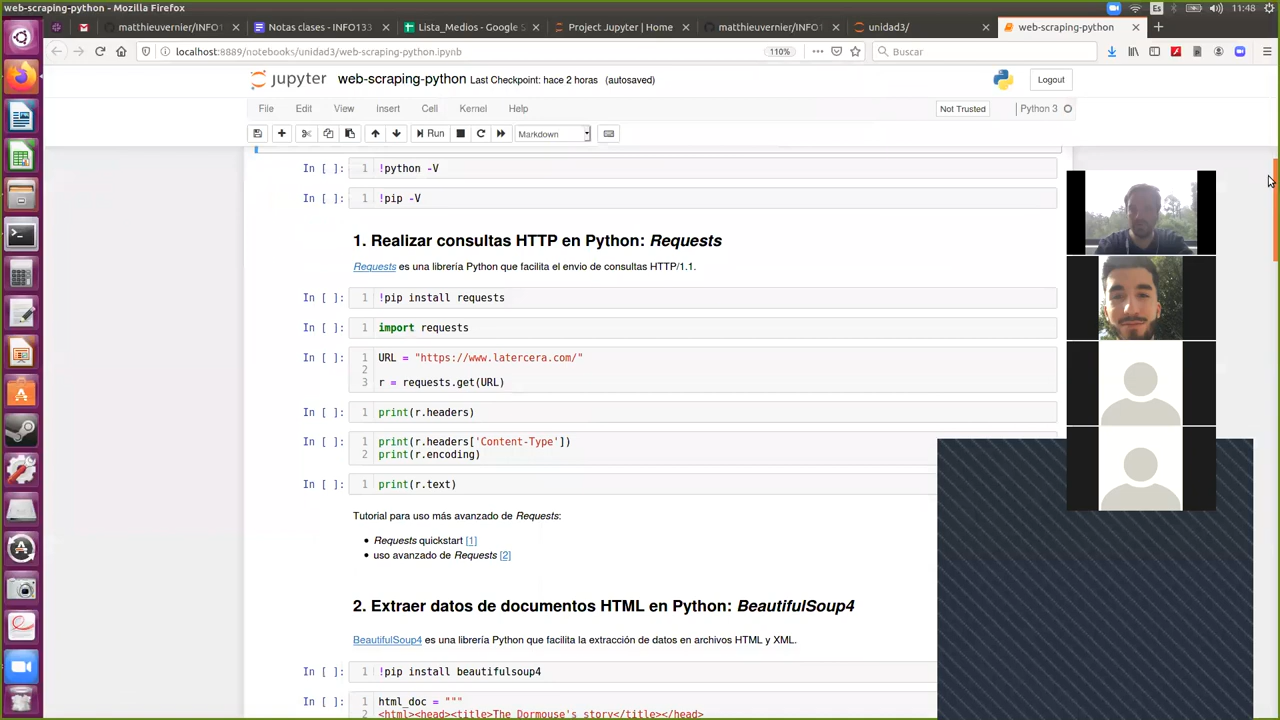 web-scraping-python - Mozilla Firefox
Es
11:48
matthieuvernier/INFO1
Notas clases - INFO133
edios - Google S
Project Jupyter | Home
matthieuvernier/INFO1
unidad3/
web-scraping-python
localhost:8889/notebooks/unidad3/web-scraping-python.ipynb
110%
Buscar
jupyter
web-scraping-python Last Checkpoint: hace 2 horas (autosaved)
Logout
File Edit View Insert Cell Kernel Help
Not Trusted
Python 3
Run
Markdown
In [ ]: 1 !python -V
In [ ]: 1 !pip -V
1. Realizar consultas HTTP en Python: Requests
Requests es una librería Python que facilita el envio de consultas HTTP/1.1.
In [ ]: 1 !pip install requests
In [ ]: 1 import requests
In [ ]: 1 URL = "https://www.latercera.com/"
2
3 r = requests.get(URL)
In [ ]: 1 print(r.headers)
In [ ]: 1 print(r.headers['Content-Type'])
2 print(r.encoding)
In [ ]: 1 print(r.text)
Tutorial para uso más avanzado de Requests:
• Requests quickstart [1]
• uso avanzado de Requests [2]
2. Extraer datos de documentos HTML en Python: BeautifulSoup4
BeautifulSoup4 es una librería Python que facilita la extracción de datos en archivos HTML y XML.
In [ ]: 1 !pip install beautifulsoup4
In [ ]: 1 html_doc = """
2 <html><head><title>The Dormouse's story</title></head>